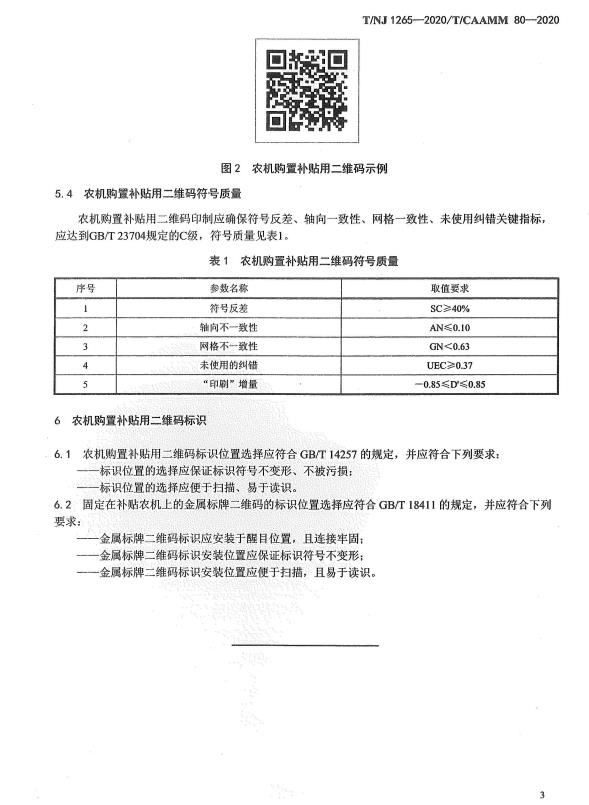 T/NJ 1265—2020/T/CAAMM 80—2020
图 2 农机购置补贴用二维码示例
5.4 农机购置补贴用二维码符号质量
农机购置补贴用二维码印制应确保符号反差、轴向一致性、网格一致性、未使用纠错关键指标，
应达到GB/T 23704规定的C级，符号质量见表1。
表 1 农机购置补贴用二维码符号质量
序号 参数名称 取值要求
1 符号反差 SC≥40%
2 轴向不一致性 AN≤0.10
3 网格不一致性 GN＜0.63
4 未使用的纠错 UEC≥0.37
5 “印刷”增量 －0.85≤D'≤0.85
6 农机购置补贴用二维码标识
6.1 农机购置补贴用二维码标识位置选择应符合 GB/T 14257 的规定，并应符合下列要求：
——标识位置的选择应保证标识符号不变形、不被污损；
——标识位置的选择应便于扫描、易于读识。
6.2 固定在补贴农机上的金属标牌二维码的标识位置选择应符合 GB/T 18411 的规定，并应符合下列
要求：
——金属标牌二维码标识应安装于醒目位置，且连接牢固；
——金属标牌二维码标识安装位置应保证标识符号不变形；
——金属标牌二维码标识安装位置应便于扫描，且易于读识。
3